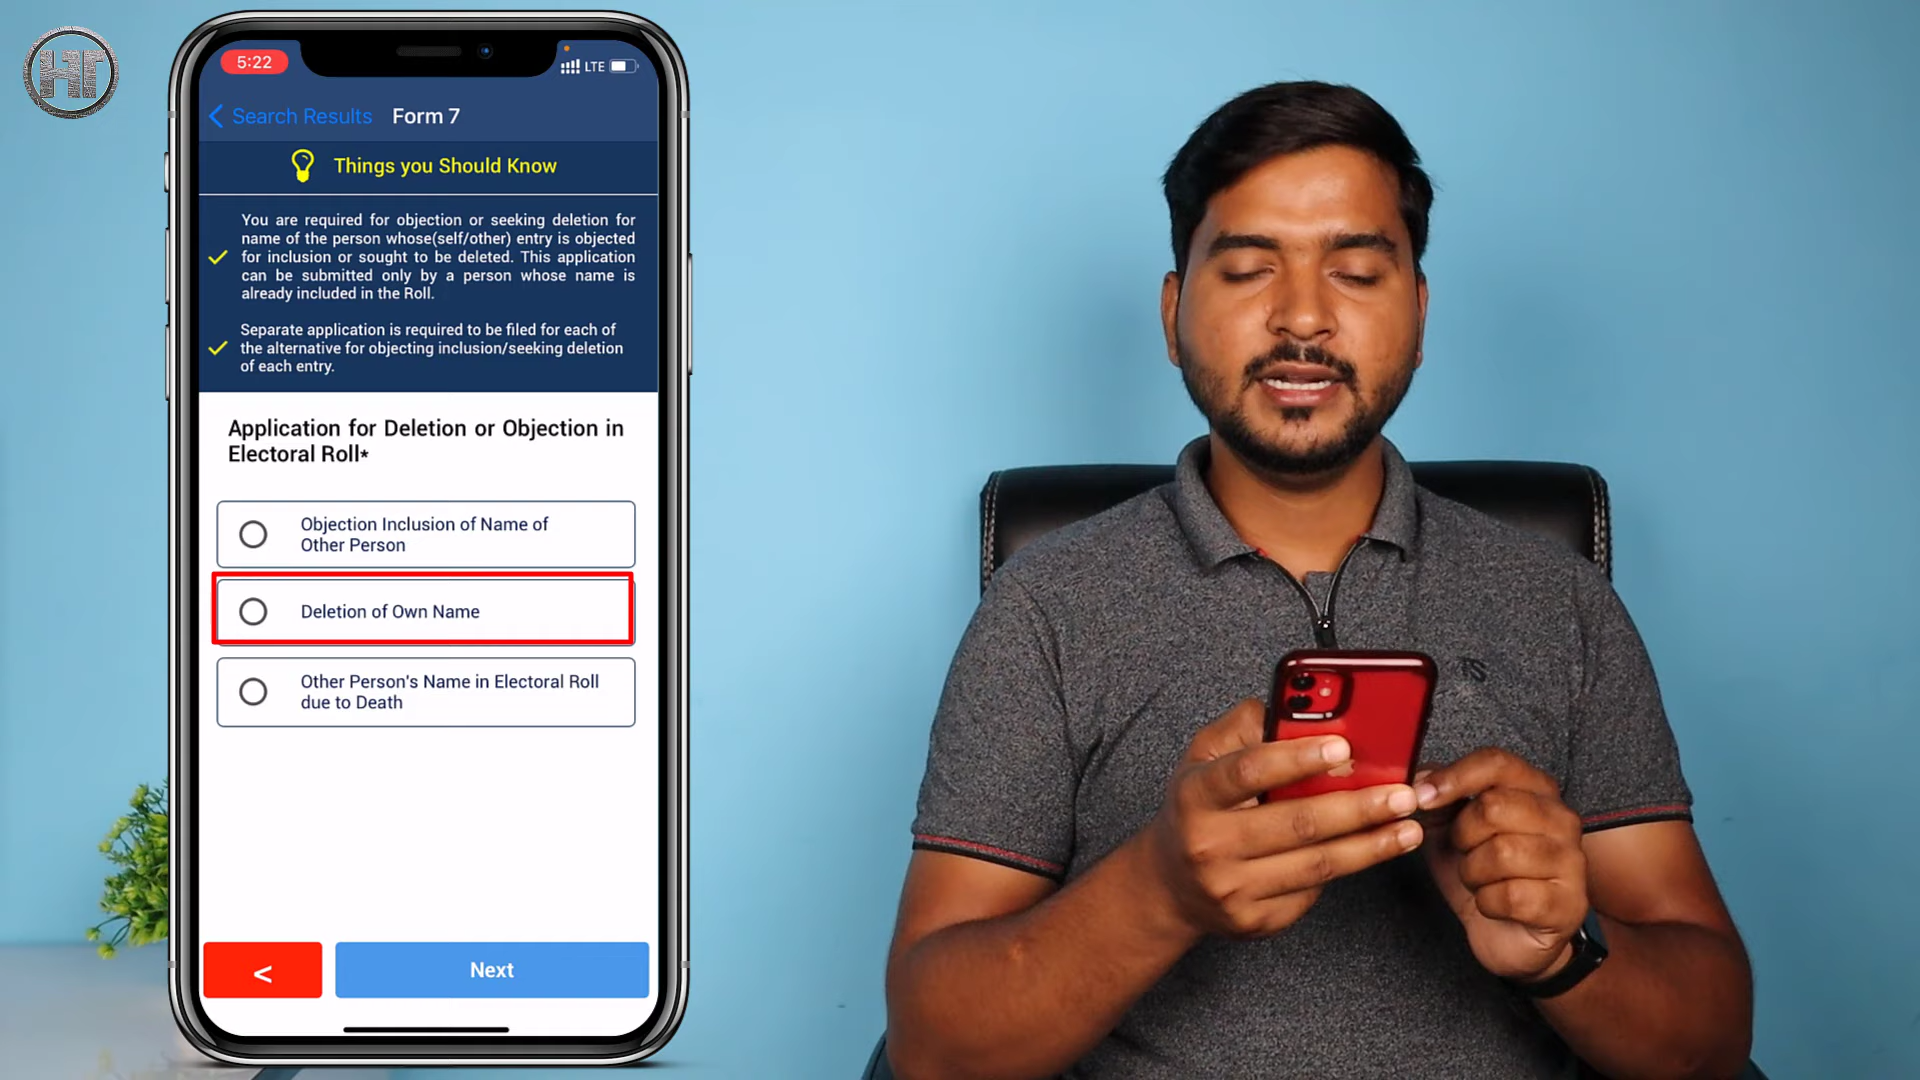 HT
5:22
LTE
Search Results Form 7
Things you Should Know
You are required for objection or seeking deletion for
name of the person whose(self/other) entry is objected
for inclusion or sought to be deleted. This application
can be submitted only by a person whose name is
already included in the Roll.
Separate application is required to be filed for each of
the alternative for objecting inclusion/seeking deletion
of each entry.
Application for Deletion or Objection in
Electoral Roll*
Objection Inclusion of Name of
Other Person
Deletion of Own Name
Other Person's Name in Electoral Roll
due to Death
< Next